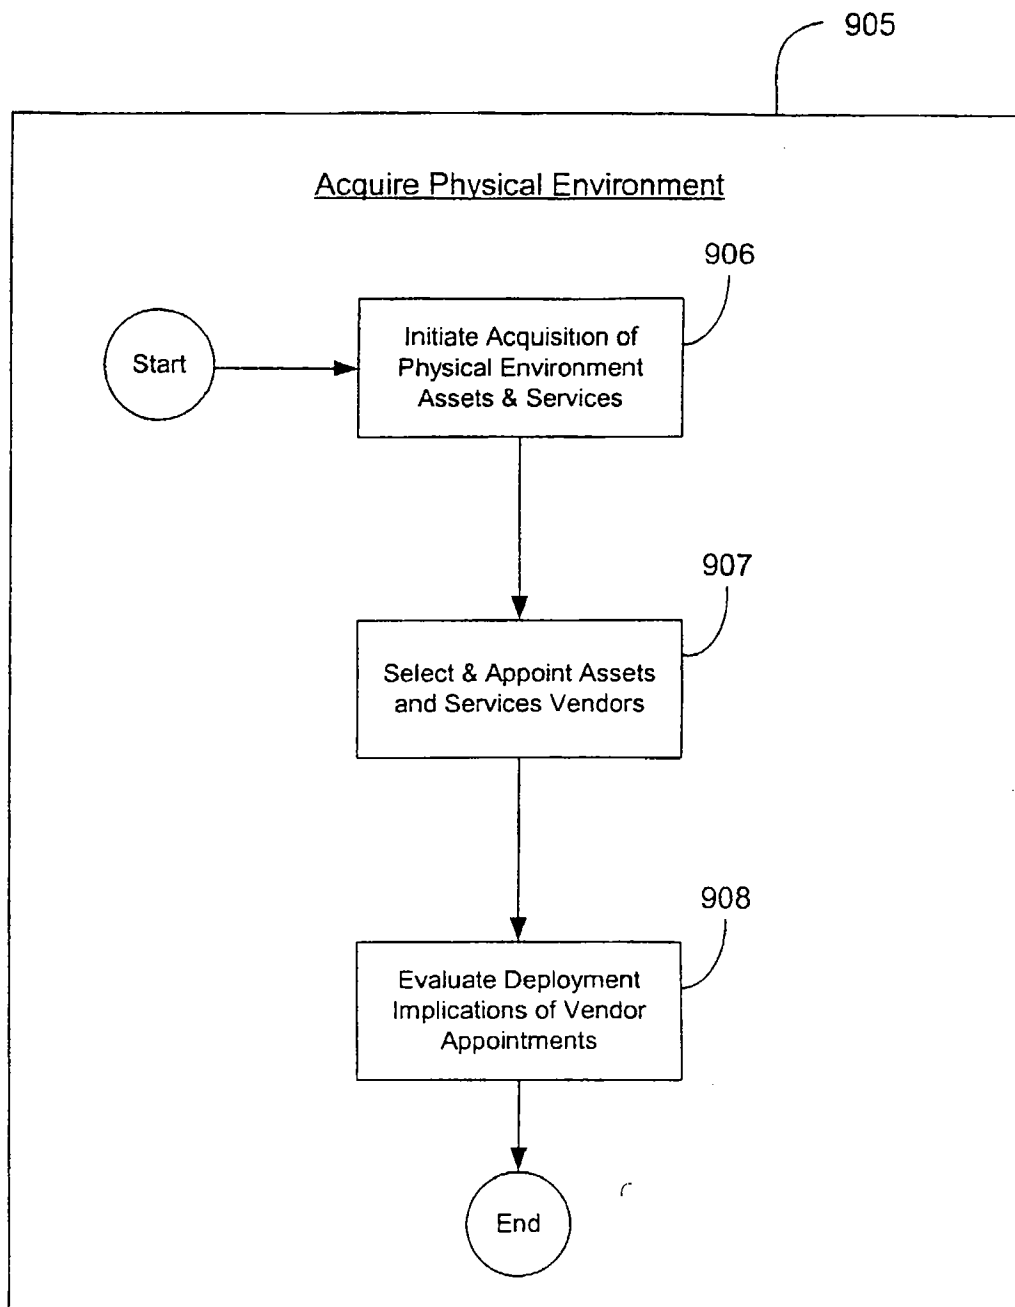 905
Acquire Physical Environment
906
Start
Initiate Acquisition of
Physical Environment
Assets & Services
907
Select & Appoint Assets
and Services Vendors
908
Evaluate Deployment
Implications of Vendor
Appointments
End